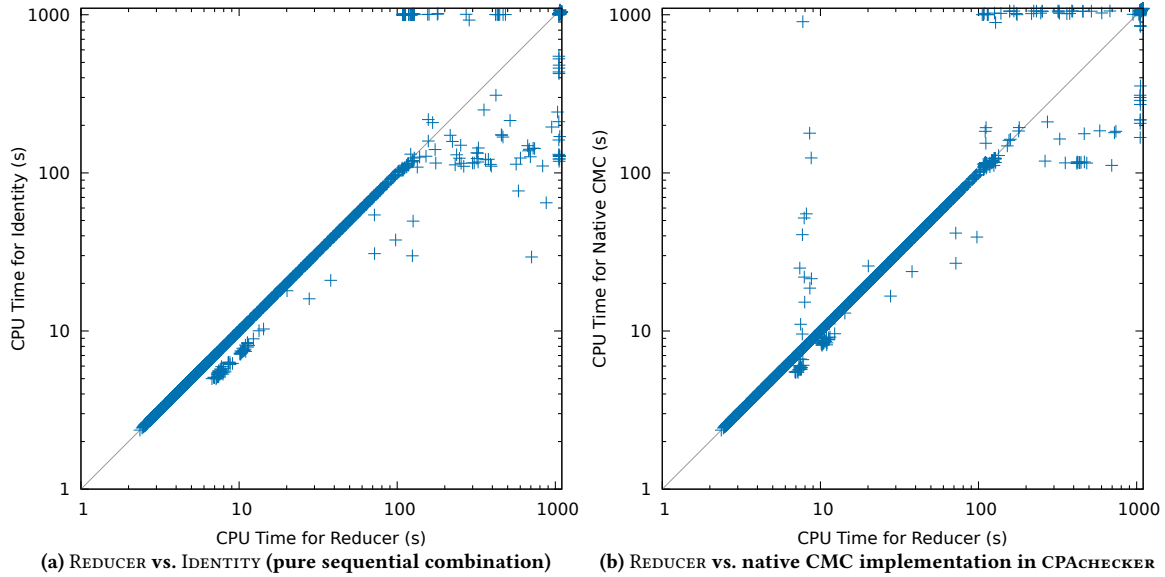 1000
100
10
1
CPU Time for Identity (s)
1 10 100 1000
CPU Time for Reducer (s)
(a) REDUCER vs. IDENTITY (pure sequential combination)
1000
100
10
1
CPU Time for Native CMC (s)
1 10 100 1000
CPU Time for Reducer (s)
(b) REDUCER vs. native CMC implementation in CPACHECKER